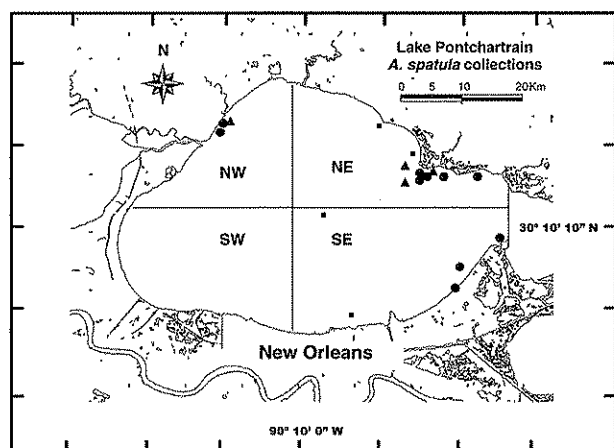 Lake Pontchartrain
A. spatula collections
N
0 5 10 20Km
NW
NE
30° 10' 10" N
SW
SE
New Orleans
90° 10' 0" W